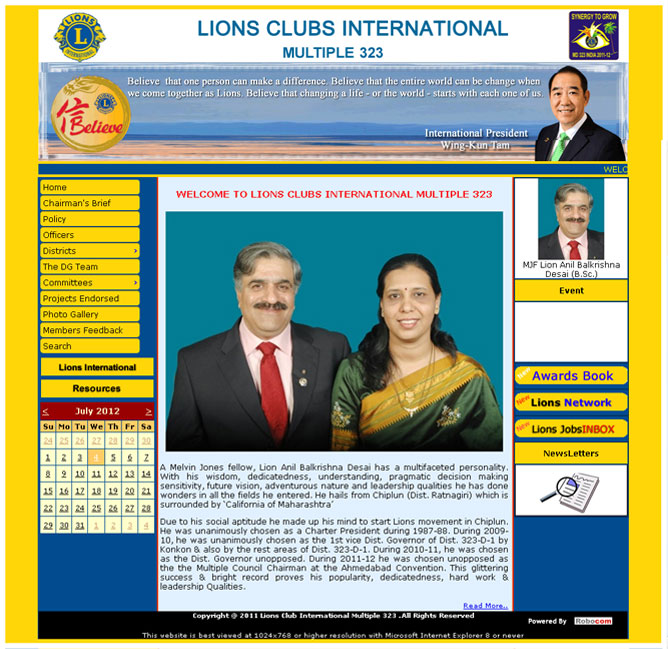 LIONS
INTERNATIONAL
LIONS CLUBS INTERNATIONAL
MULTIPLE 323
SYNERGY TO GROW
MD 323 INDIA 2011-12
Believe that one person can make a difference. Believe that the entire world can be change when
we come together as Lions. Believe that changing a life - or the world - starts with each one of us.
信
I Believe
International President
Wing-Kun Tam
WELC
Home
Chairman's Brief
Policy
Officers
Districts ›
The DG Team
Committees ›
Projects Endorsed
Photo Gallery
Members Feedback
Search
Lions International
Resources
< July 2012 >
Su Mo Tu We Th Fr Sa
24 25 26 27 28 29 30
1 2 3 4 5 6 7
8 9 10 11 12 13 14
15 16 17 18 19 20 21
22 23 24 25 26 27 28
29 30 31 1 2 3 4
WELCOME TO LIONS CLUBS INTERNATIONAL MULTIPLE 323
A Melvin Jones fellow, Lion Anil Balkrishna Desai has a multifaceted personality.
With his wisdom, dedicatedness, understanding, pragmatic decision making
sensitivity, future vision, adventurous nature and leadership qualities he has done
wonders in all the fields he entered. He hails from Chiplun (Dist. Ratnagiri) which is
surrounded by 'California of Maharashtra'
Due to his social aptitude he made up his mind to start Lions movement in Chiplun.
He was unanimously chosen as a Charter President during 1987-88. During 2009-
10, he was unanimously chosen as the 1st vice Dist. Governor of Dist. 323-D-1 by
Konkon & also by the rest areas of Dist. 323-D-1. During 2010-11, he was chosen
as the Dist. Governor unopposed. During 2011-12 he was chosen unopposed as
the the Multiple Council Chairman at the Ahmedabad Convention. This glittering
success & bright record proves his popularity, dedicatedness, hard work &
leadership Qualities.
Read More..
MJF Lion Anil Balkrishna
Desai (B.Sc.)
Event
New Awards Book
New Lions Network
New Lions JobsINBOX
NewsLetters
Copyright @ 2011 Lions Club International Multiple 323 .All Rights Reserved
Powered By Robocom
This website is best viewed at 1024x768 or higher resolution with Microsoft Internet Explorer 8 or newer